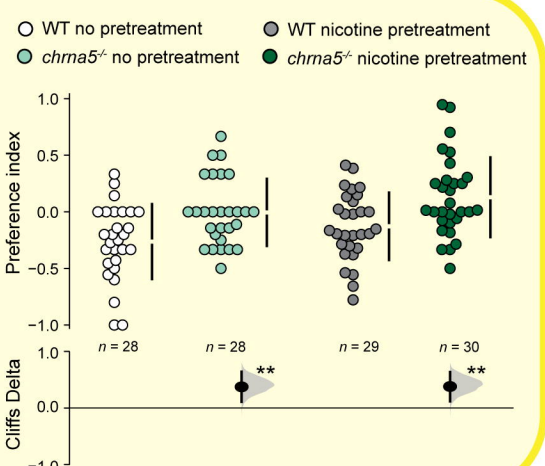 WT no pretreatment
WT nicotine pretreatment
chrna5-/- no pretreatment
chrna5-/- nicotine pretreatment
Preference index
1.0
0.5
0.0
−0.5
−1.0
n = 28
n = 28
n = 29
n = 30
Cliffs Delta
1.0
**
**
0.0
−1.0